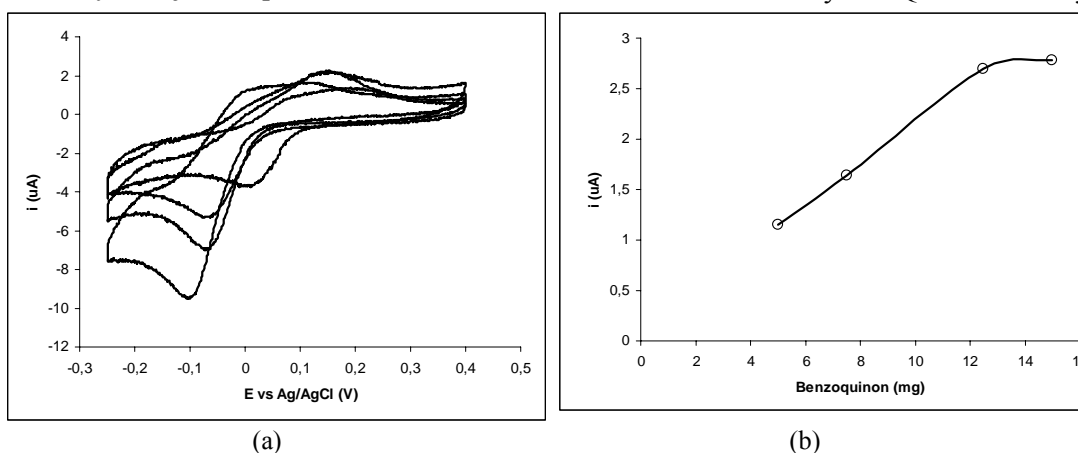 4
2
0
-2
-4
-6
-8
-10
-12
i (uA)
-0,3 -0,2 -0,1 0 0,1 0,2 0,3 0,4 0,5
E vs Ag/AgCl (V)
(a)
3
2,5
2
1,5
1
0,5
0
i (uA)
0 2 4 6 8 10 12 14
Benzoquinon (mg)
(b)